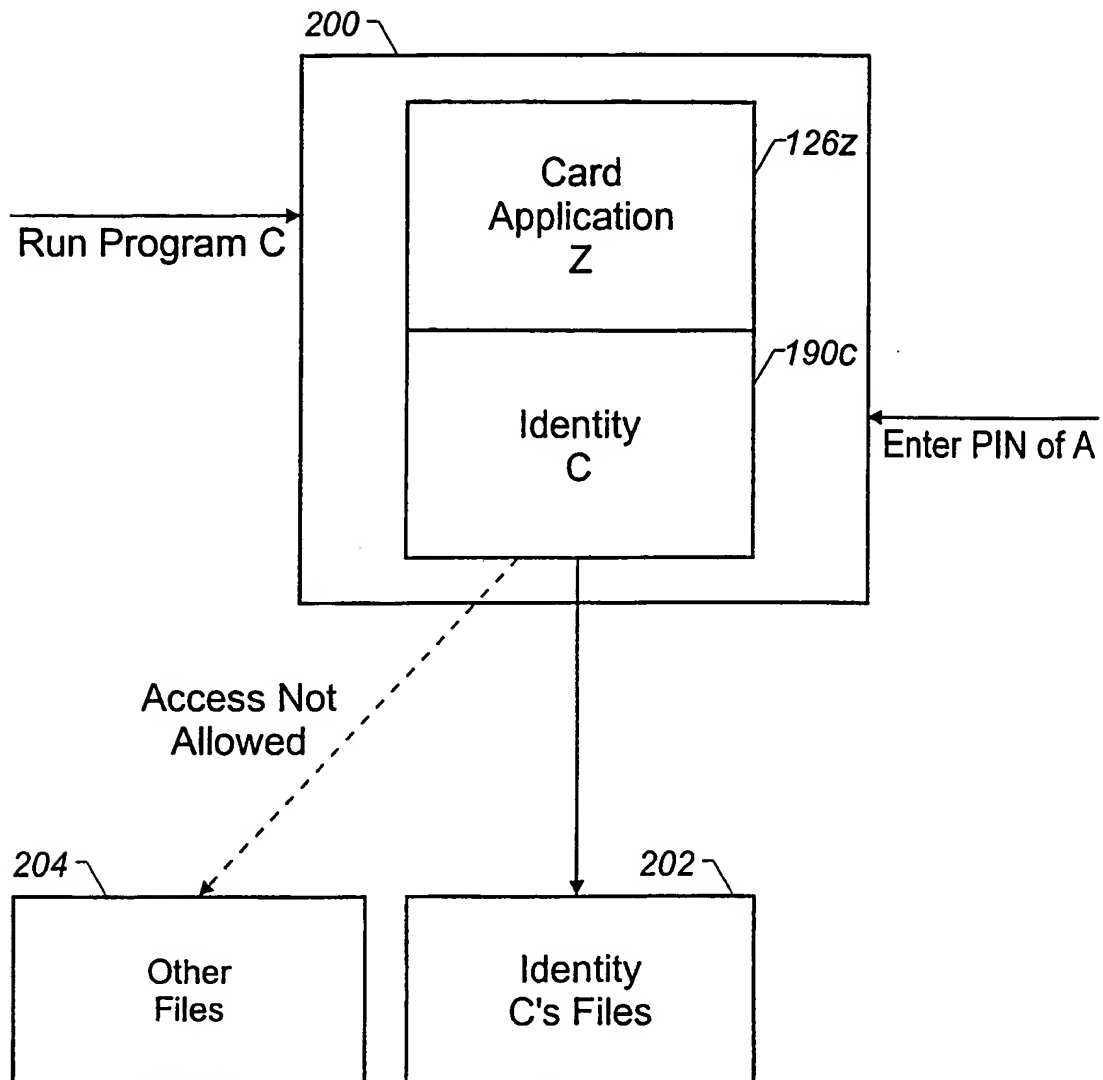 200
126z
Card
Application
Z
Run Program C
190c
Identity
C
Enter PIN of A
Access Not
Allowed
204
202
Other
Files
Identity
C's Files